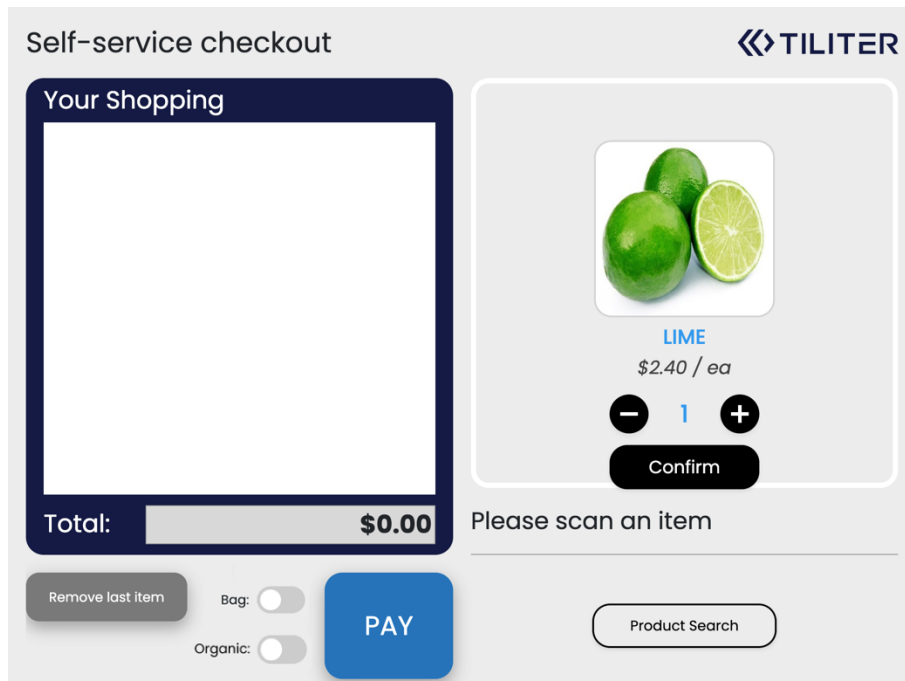 Self-service checkout
TILITER
Your Shopping
LIME
$2.40 / ea
1
Confirm
Total:
$0.00
Please scan an item
Remove last item
Bag:
Organic:
PAY
Product Search